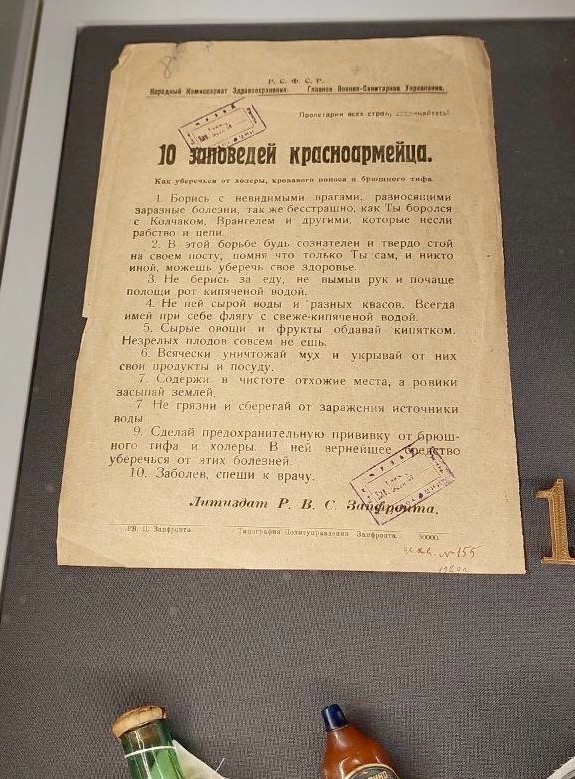 Р. С. Ф. С. Р.
Народный Комиссариат Здравоохранения. Главное Военно-Санитарное Управление.
Пролетарии всех стран, соединяйтесь!
10 заповедей красноармейца.
Как уберечься от холеры, кровавого поноса и брюшного тифа
1. Борись с невидимыми врагами, разносящими
заразные болезни, так же бесстрашно, как Ты боролся
с Колчаком, Врангелем и другими, которые несли
рабство и цепи.
2. В этой борьбе будь сознателен и твердо стой
на своем посту, помня что только Ты сам, и никто
иной, можешь уберечь свое здоровье.
3. Не берись за еду, не вымыв рук и почаще
полощи рот кипяченой водой.
4. Не пей сырой воды и разных квасов. Всегда
имей при себе флягу с свеже-кипяченой водой.
5. Сырые овощи и фрукты обдавай кипятком.
Незрелых плодов совсем не ешь.
6. Всячески уничтожай мух и укрывай от них
свои продукты и посуду.
7. Содержи в чистоте отхожие места, а ровики
засыпай землей.
7. Не грязни и сберегай от заражения источники
воды
9. Сделай предохранительную прививку от брюш-
ного тифа и холеры. В ней вернейшее средство
уберечься от этих болезней.
10. Заболев, спеши к врачу.
Литиздат Р. В. С. Запфронта.
РВ. Ц. Запфронта Типография Политуправления Запфронта 50000.
инв. № 155
1920г.
1